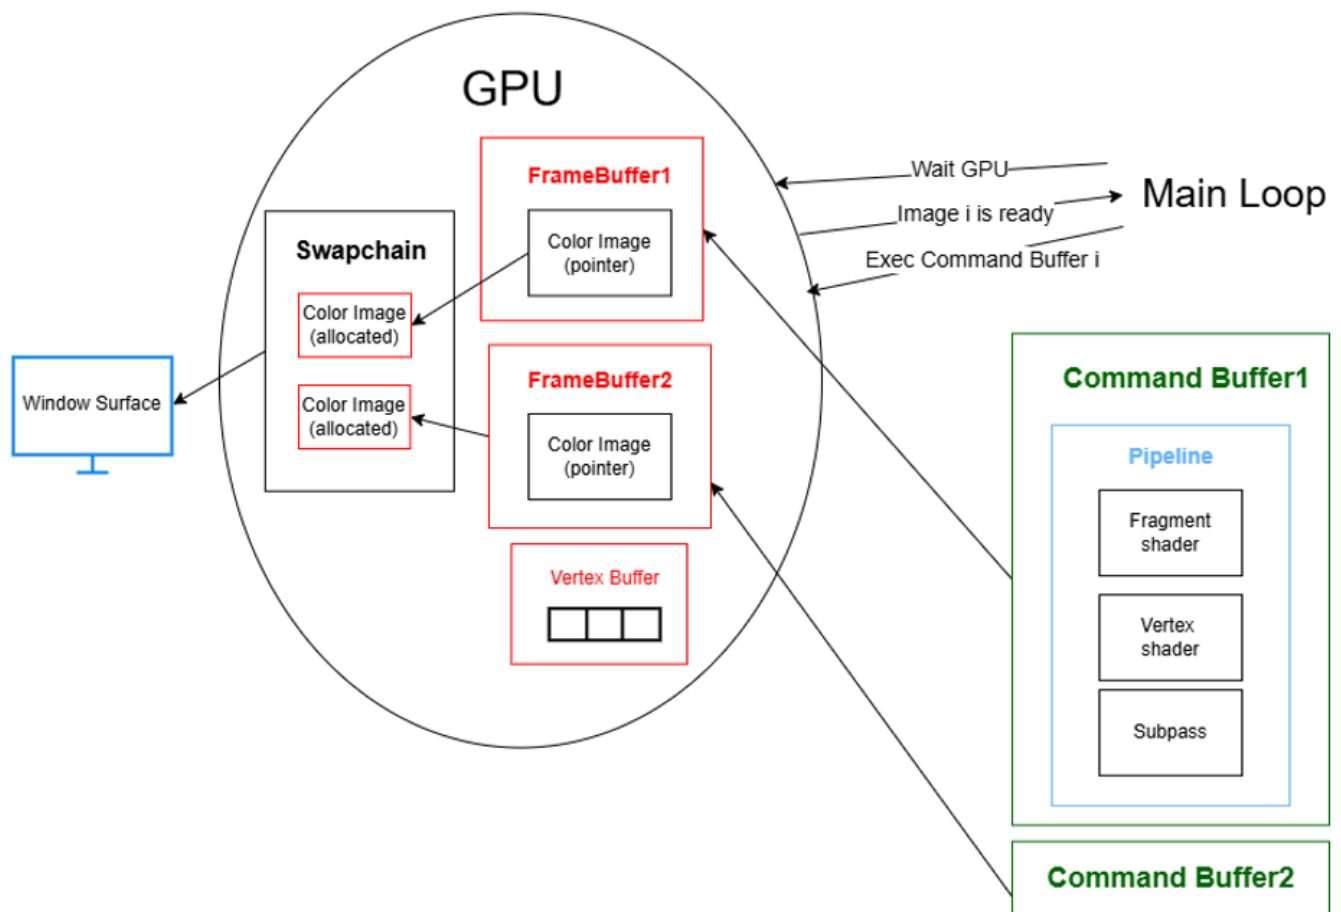 GPU
FrameBuffer1
Color Image
(pointer)
Wait GPU
Image i is ready
Exec Command Buffer i
Main Loop
Swapchain
Color Image
(allocated)
Color Image
(allocated)
FrameBuffer2
Color Image
(pointer)
Window Surface
Vertex Buffer
Command Buffer1
Pipeline
Fragment
shader
Vertex
shader
Subpass
Command Buffer2